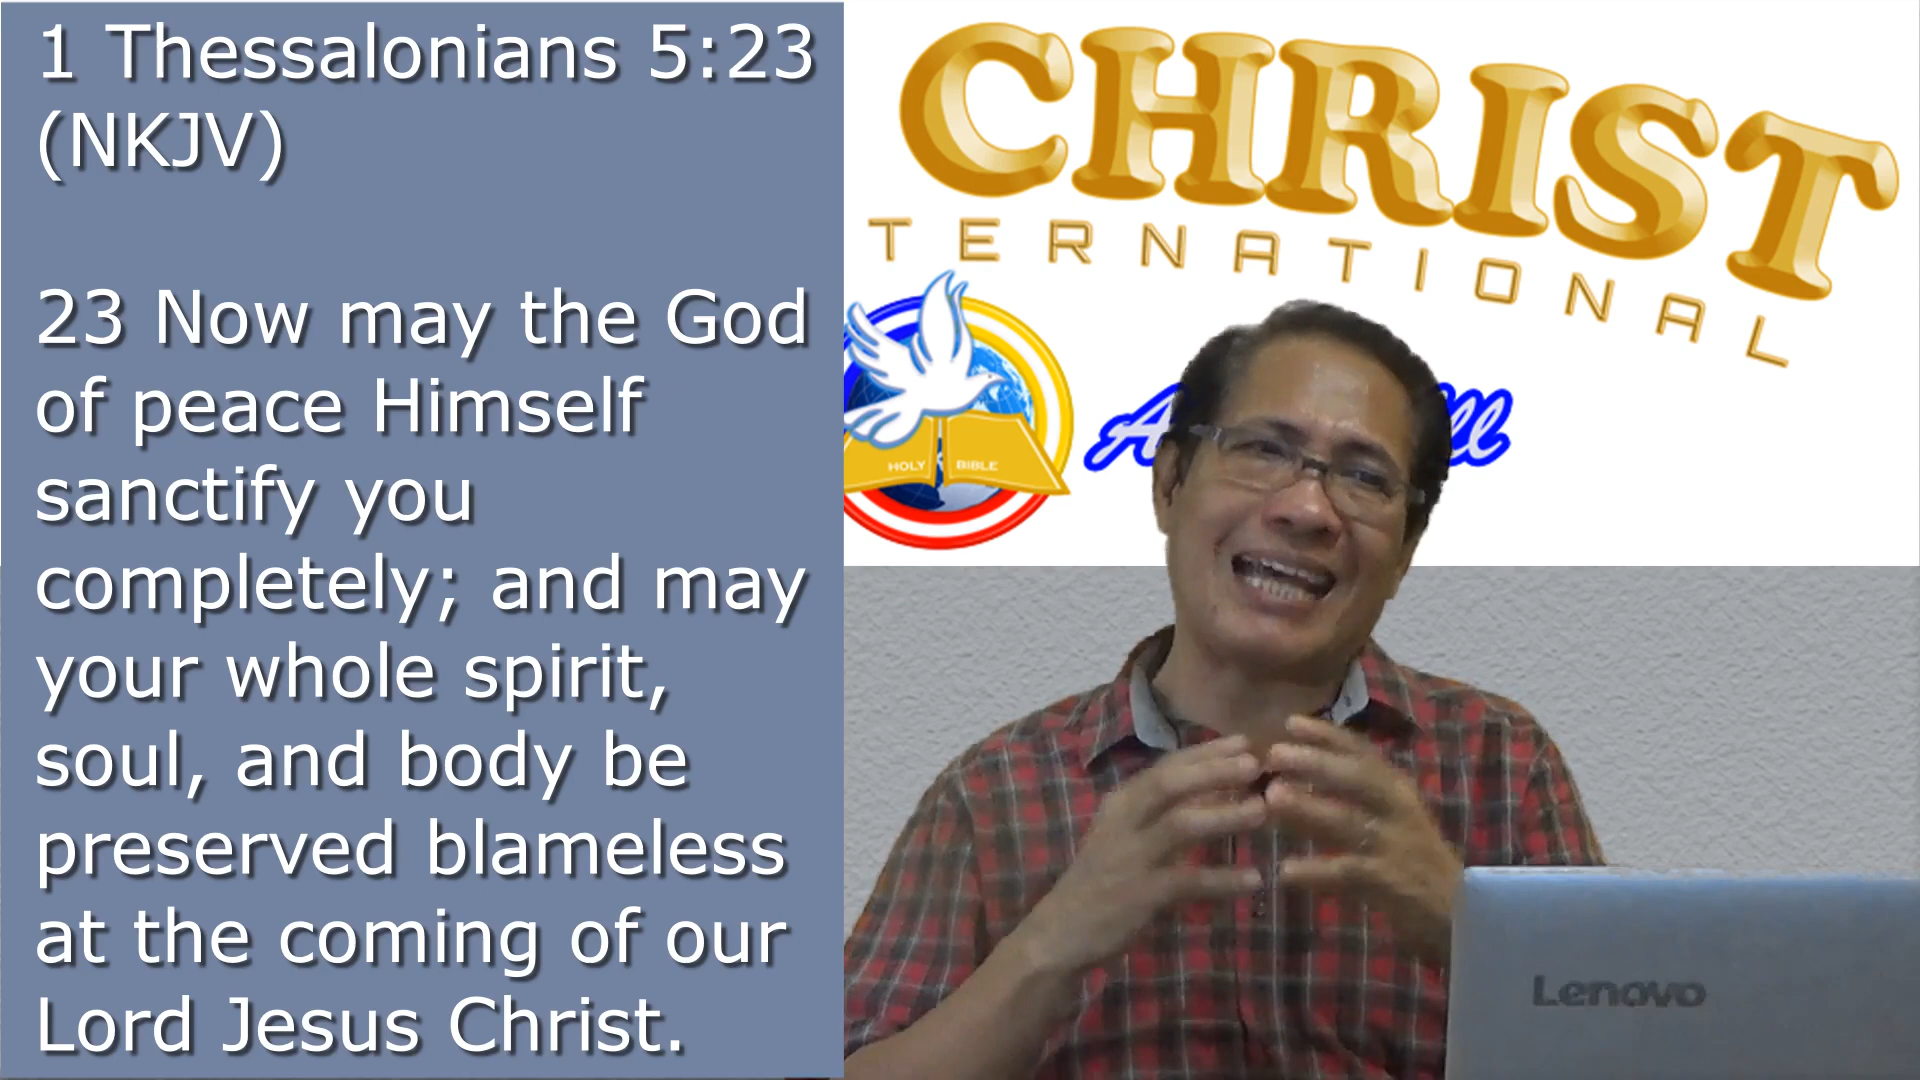 1 Thessalonians 5:23
(NKJV)
23 Now may the God
of peace Himself
sanctify you
completely; and may
your whole spirit,
soul, and body be
preserved blameless
at the coming of our
Lord Jesus Christ.
CHRIST
TERNATIONAL
HOLY BIBLE
Lenovo